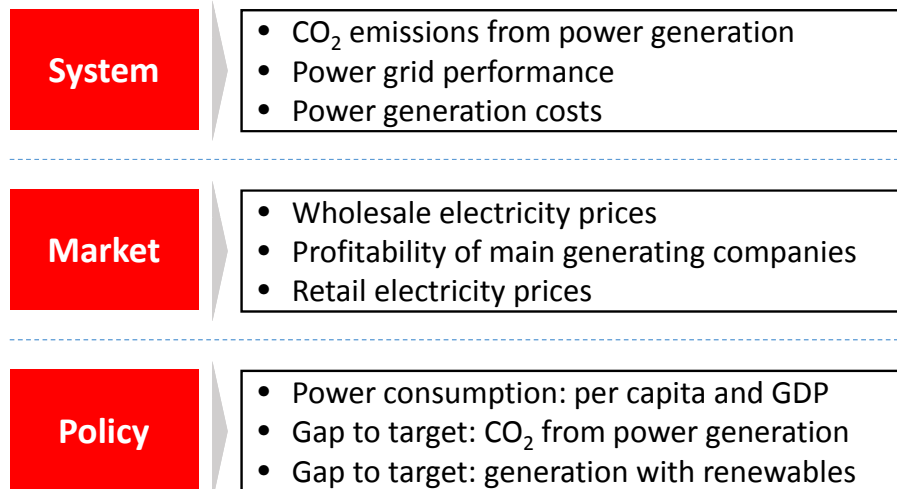 System
• CO₂ emissions from power generation
• Power grid performance
• Power generation costs
Market
• Wholesale electricity prices
• Profitability of main generating companies
• Retail electricity prices
Policy
• Power consumption: per capita and GDP
• Gap to target: CO₂ from power generation
• Gap to target: generation with renewables